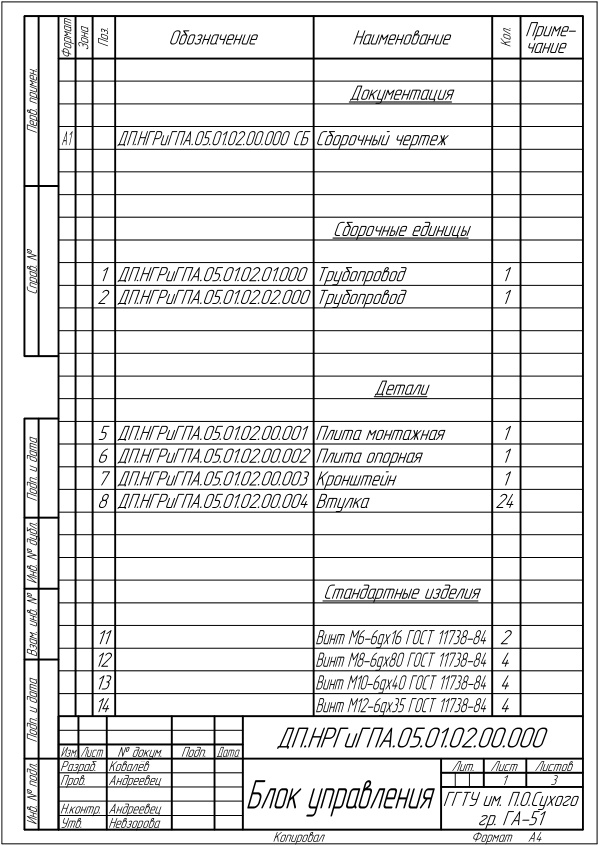 Формат Зона Поз. Обозначение Наименование Кол. Приме-
чание
Перв. примен.
Документация
А1 ДП.НГРиГПА.05.01.02.00.000 СБ Сборочный чертеж
Справ. №
Сборочные единицы
1 ДП.НГРиГПА.05.01.02.01.000 Трубопровод 1
2 ДП.НГРиГПА.05.01.02.02.000 Трубопровод 1
Детали
5 ДП.НГРиГПА.05.01.02.00.001 Плита монтажная 1
6 ДП.НГРиГПА.05.01.02.00.002 Плита опорная 1
7 ДП.НГРиГПА.05.01.02.00.003 Кронштейн 1
8 ДП.НГРиГПА.05.01.02.00.004 Втулка 24
Подп. и дата
Инв. № дубл.
Взам. инв. №
Подп. и дата
Инв. № подл.
Стандартные изделия
11 Винт М6-6gх16 ГОСТ 11738-84 2
12 Винт М8-6gх80 ГОСТ 11738-84 4
13 Винт М10-6gх40 ГОСТ 11738-84 4
14 Винт М12-6gх35 ГОСТ 11738-84 4
ДП.НРГиГПА.05.01.02.00.000
Изм. Лист № докум. Подп. Дата
Разраб. Ковалев
Пров. Андреевец
Н.контр. Андреевец
Утв. Невзорова
Блок управления
Лит. Лист Листов
1 3
ГГТУ им. П.О.Сухого
гр. ГА-51
Копировал Формат А4